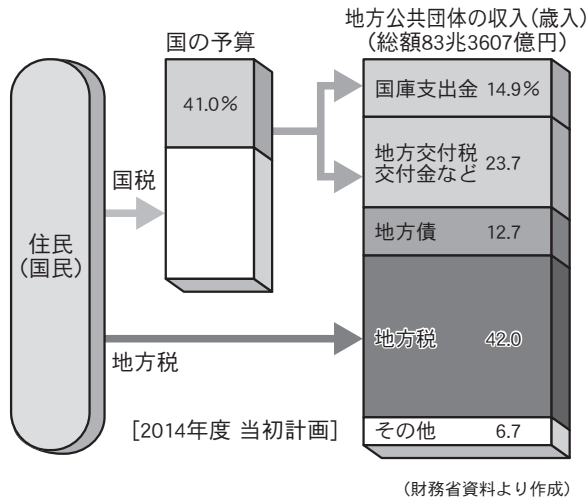 地方公共団体の収入(歳入)
(総額83兆3607億円)
国の予算
41.0%
国庫支出金 14.9%
地方交付税
交付金など 23.7
国税
地方債 12.7
住民
(国民)
地方税 42.0
地方税
[2014年度 当初計画]
その他 6.7
(財務省資料より作成)